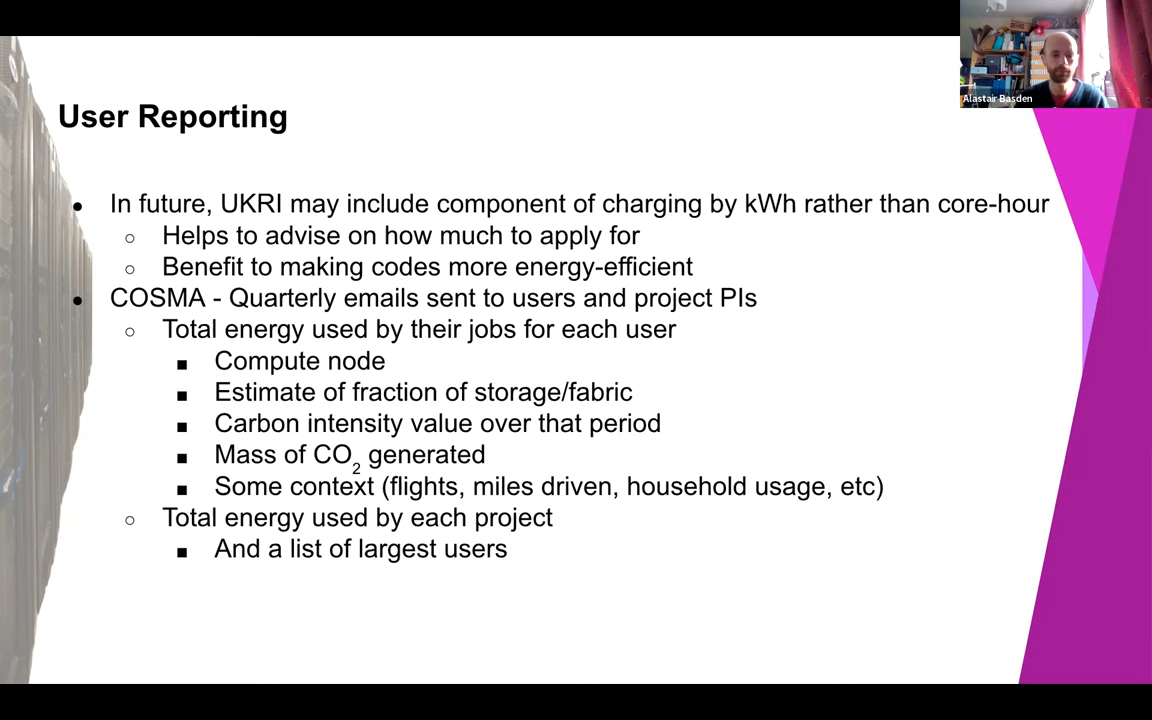 Alastair Basden
User Reporting
● In future, UKRI may include component of charging by kWh rather than core-hour
○ Helps to advise on how much to apply for
○ Benefit to making codes more energy-efficient
● COSMA - Quarterly emails sent to users and project PIs
○ Total energy used by their jobs for each user
■ Compute node
■ Estimate of fraction of storage/fabric
■ Carbon intensity value over that period
■ Mass of CO₂ generated
■ Some context (flights, miles driven, household usage, etc)
○ Total energy used by each project
■ And a list of largest users